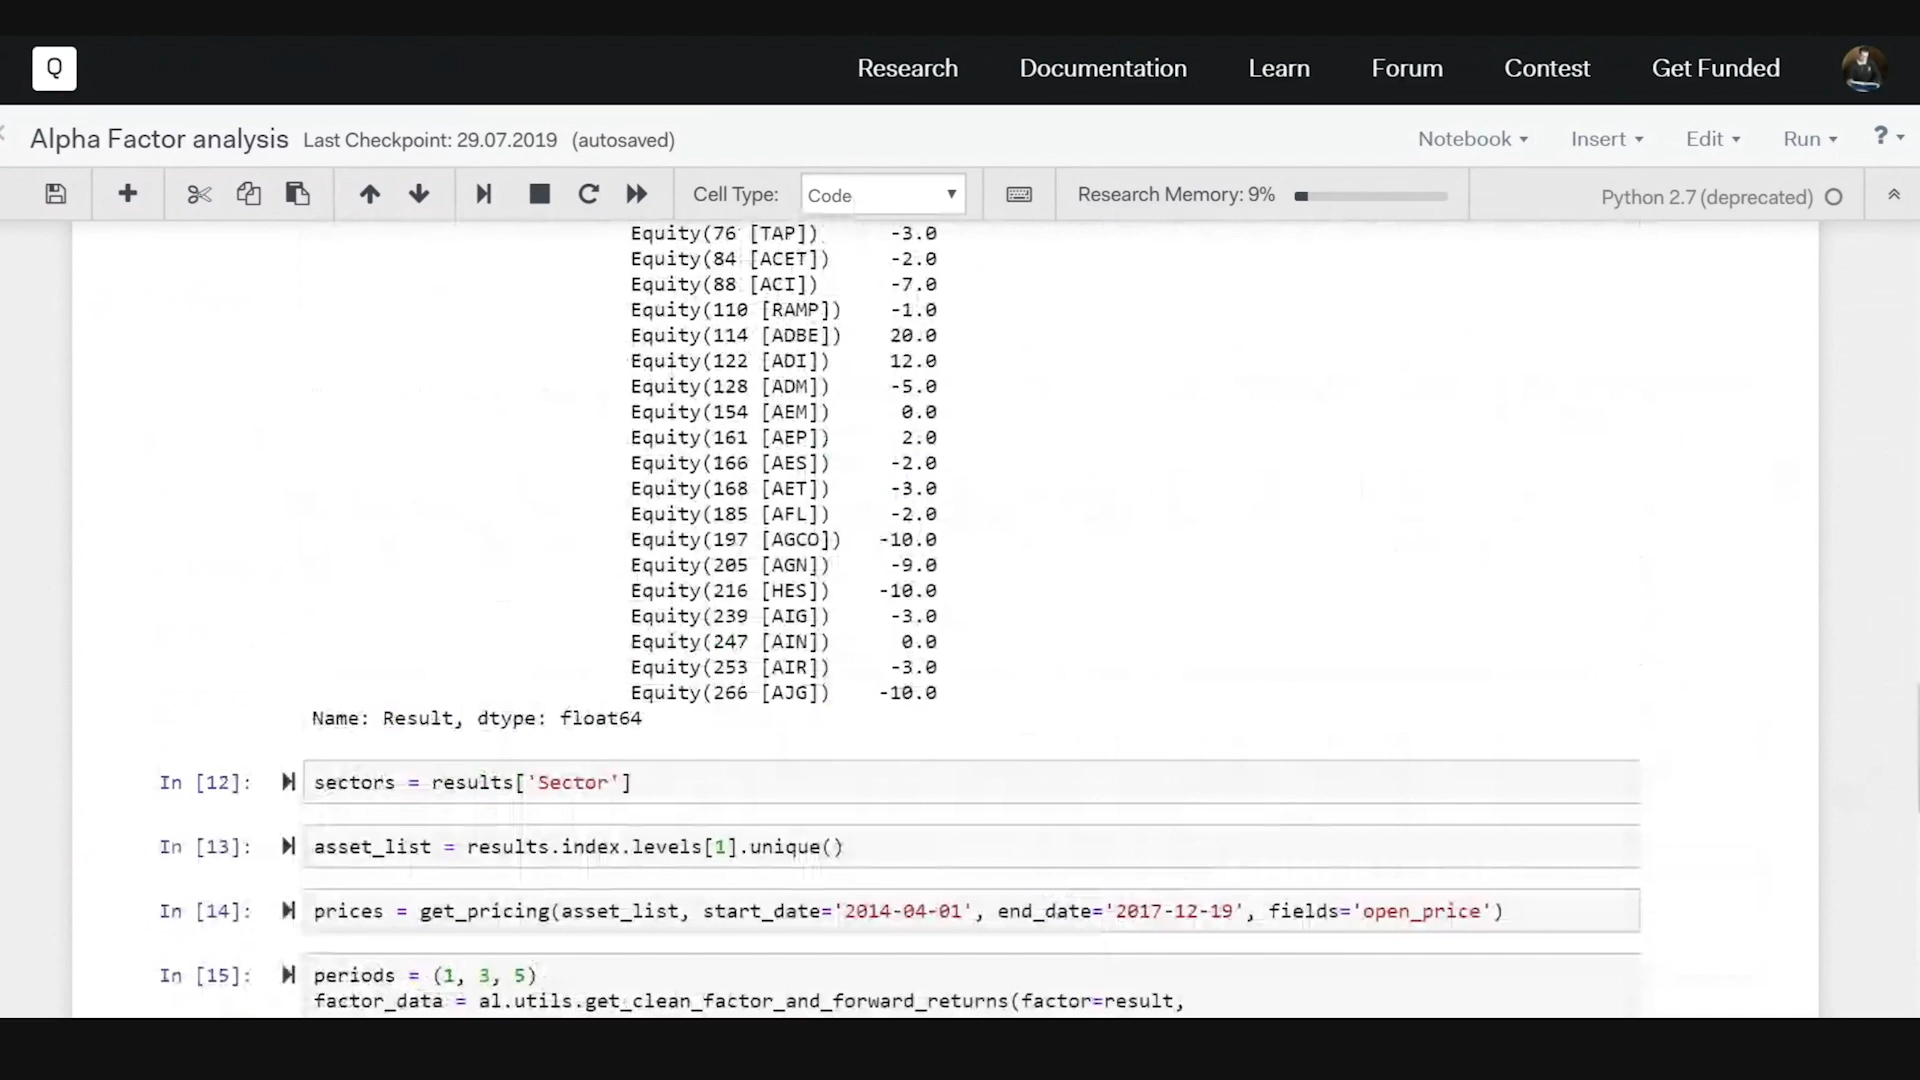 Q
Research Documentation Learn Forum Contest Get Funded
Alpha Factor analysis Last Checkpoint: 29.07.2019 (autosaved) Notebook Insert Edit Run ?
Cell Type: Code Research Memory: 9% Python 2.7 (deprecated)
Equity(76 [TAP]) -3.0
Equity(84 [ACET]) -2.0
Equity(88 [ACI]) -7.0
Equity(110 [RAMP]) -1.0
Equity(114 [ADBE]) 20.0
Equity(122 [ADI]) 12.0
Equity(128 [ADM]) -5.0
Equity(154 [AEM]) 0.0
Equity(161 [AEP]) 2.0
Equity(166 [AES]) -2.0
Equity(168 [AET]) -3.0
Equity(185 [AFL]) -2.0
Equity(197 [AGCO]) -10.0
Equity(205 [AGN]) -9.0
Equity(216 [HES]) -10.0
Equity(239 [AIG]) -3.0
Equity(247 [AIN]) 0.0
Equity(253 [AIR]) -3.0
Equity(266 [AJG]) -10.0
Name: Result, dtype: float64
In [12]: sectors = results['Sector']
In [13]: asset_list = results.index.levels[1].unique()
In [14]: prices = get_pricing(asset_list, start_date='2014-04-01', end_date='2017-12-19', fields='open_price')
In [15]: periods = (1, 3, 5)
factor_data = al.utils.get_clean_factor_and_forward_returns(factor=result,